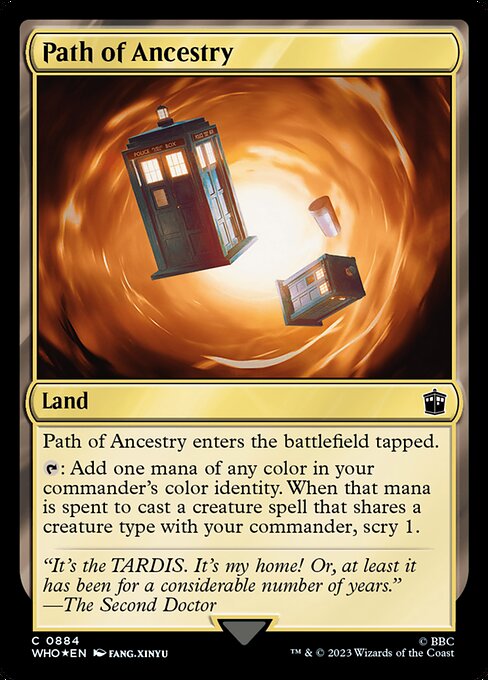 Path of Ancestry
POLICE BOX
Land
Path of Ancestry enters the battlefield tapped.
: Add one mana of any color in your
commander's color identity. When that mana
is spent to cast a creature spell that shares a
creature type with your commander, scry 1.
“It's the TARDIS. It's my home! Or, at least it
has been for a considerable number of years.”
—The Second Doctor
C 0884
WHO★EN FANG.XINYU
© BBC
™ & © 2023 Wizards of the Coast